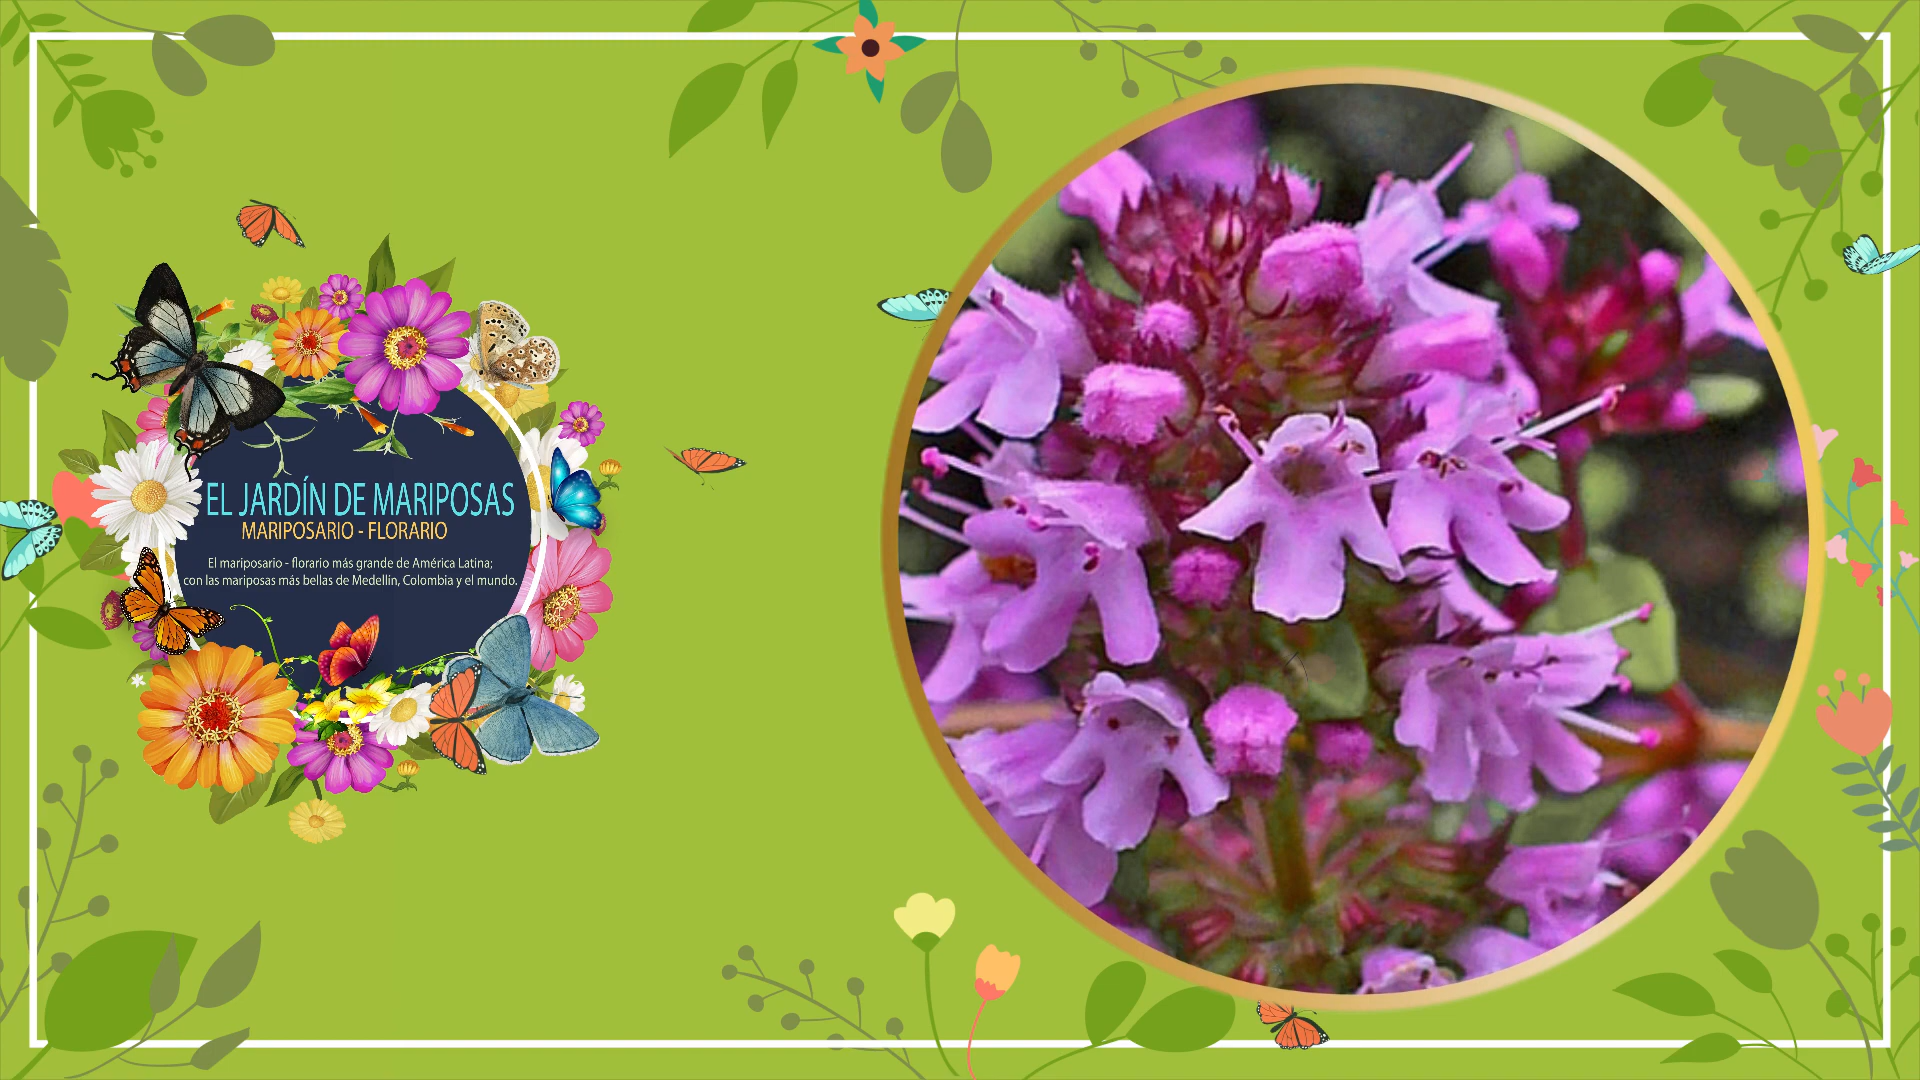 EL JARDÍN DE MARIPOSAS
MARIPOSARIO - FLORARIO
El mariposario - florario más grande de América Latina;
con las mariposas más bellas de Medellín, Colombia y el mundo.